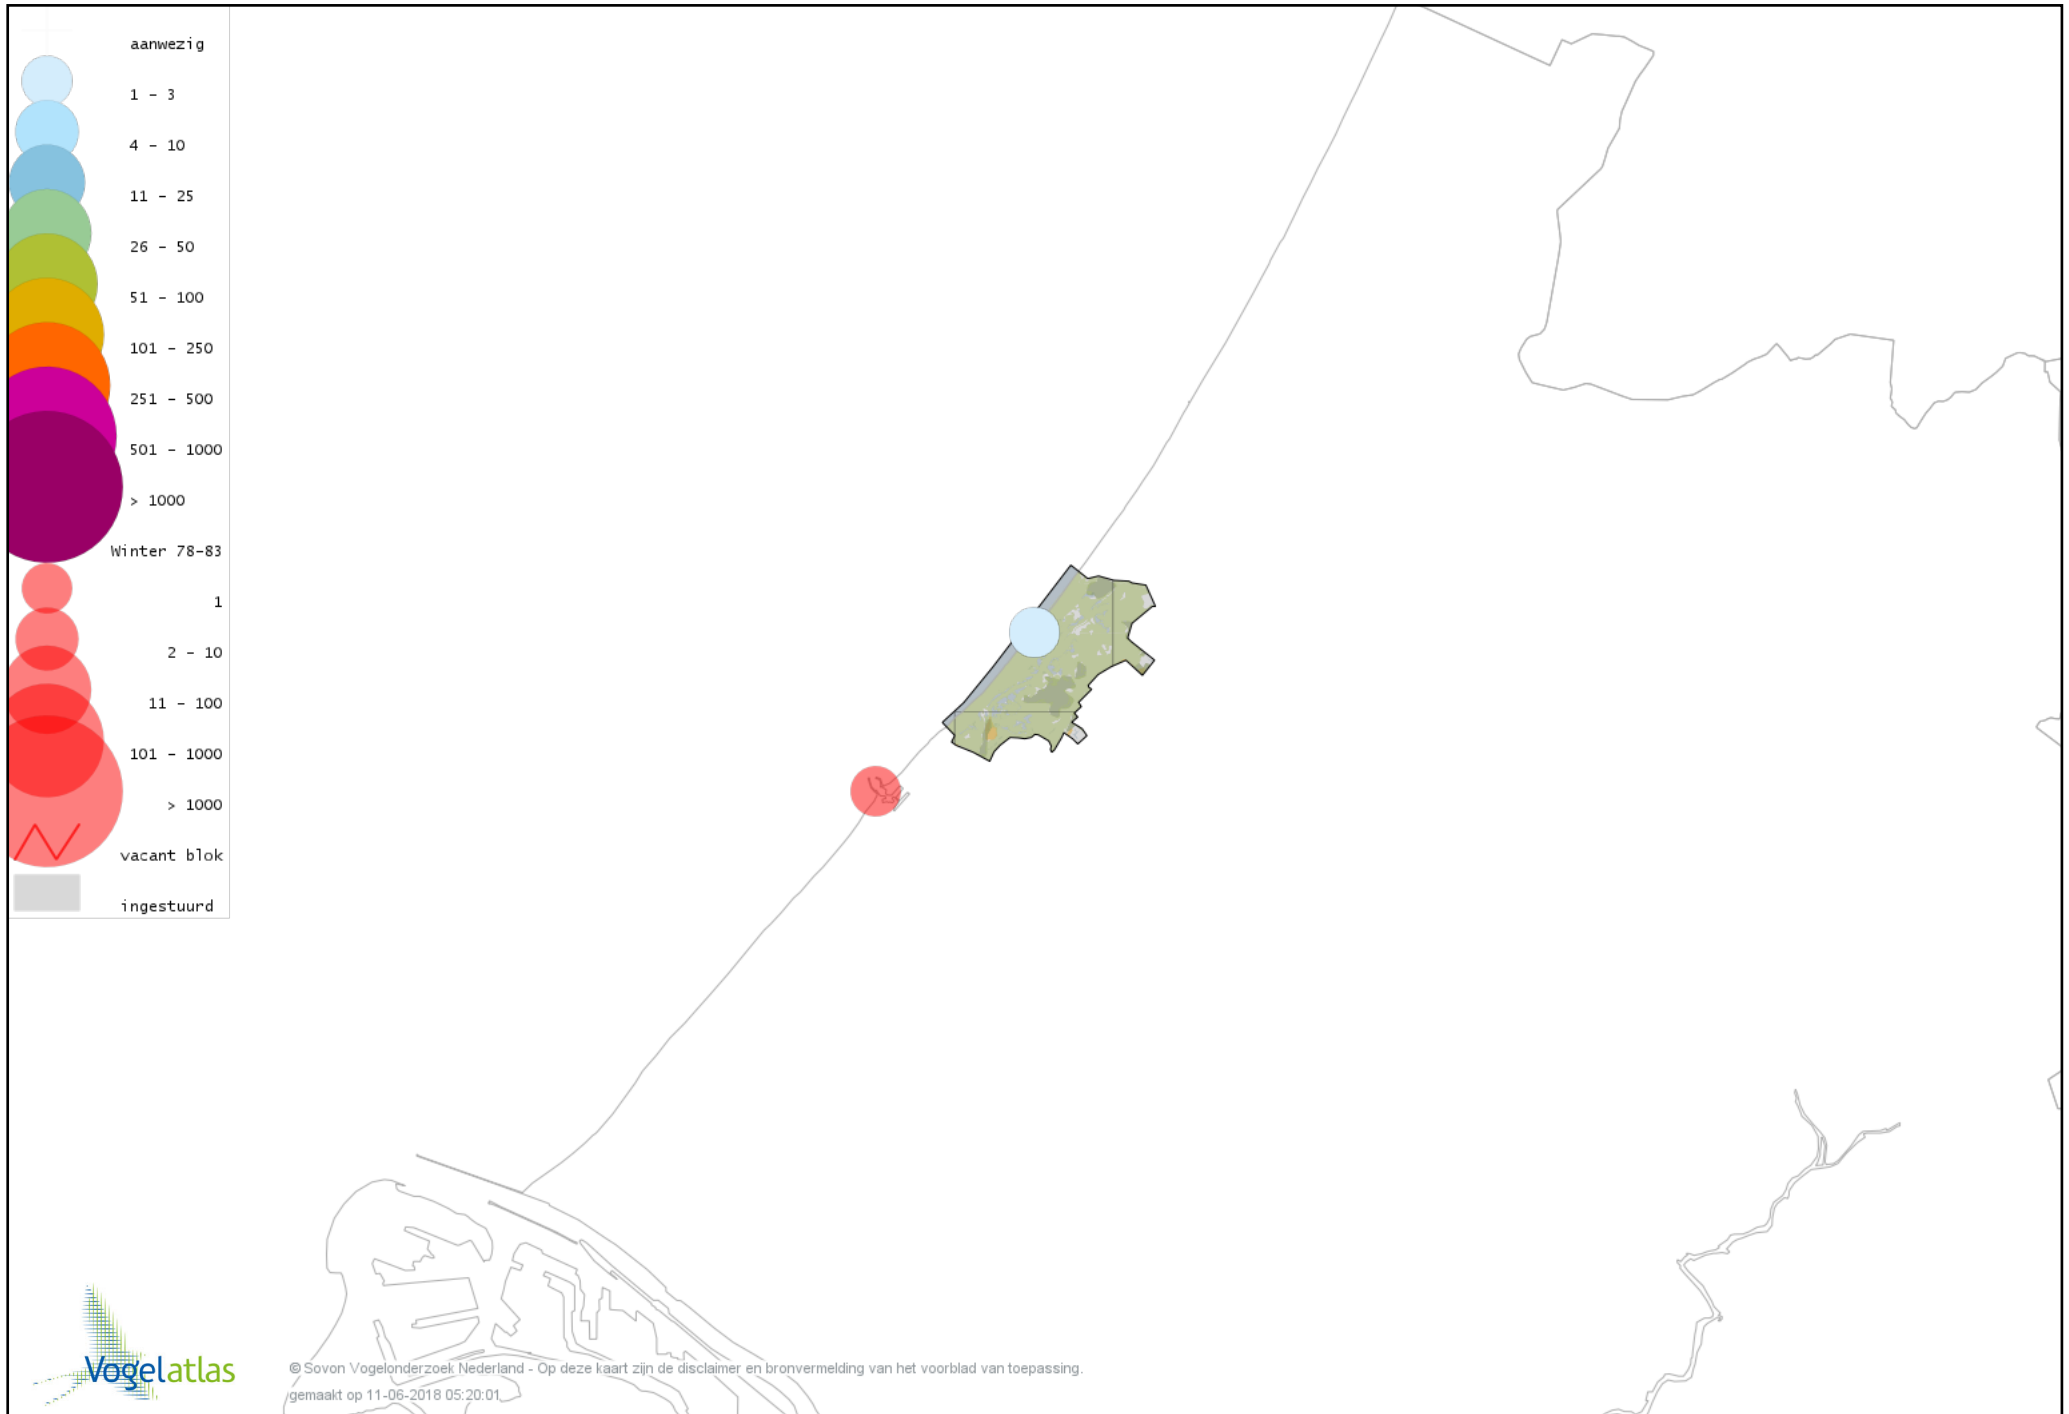 aanwezig
1 - 3
4 - 10
11 - 25
26 - 50
51 - 100
101 - 250
251 - 500
501 - 1000
> 1000
Winter 78-83
1
2 - 10
11 - 100
101 - 1000
> 1000
vacant blok
ingestuurd
Vogelatlas
© Sovon Vogelonderzoek Nederland - Op deze kaart zijn de disclaimer en bronvermelding van het voorblad van toepassing.
gemaakt op 11-06-2018 05:20:01